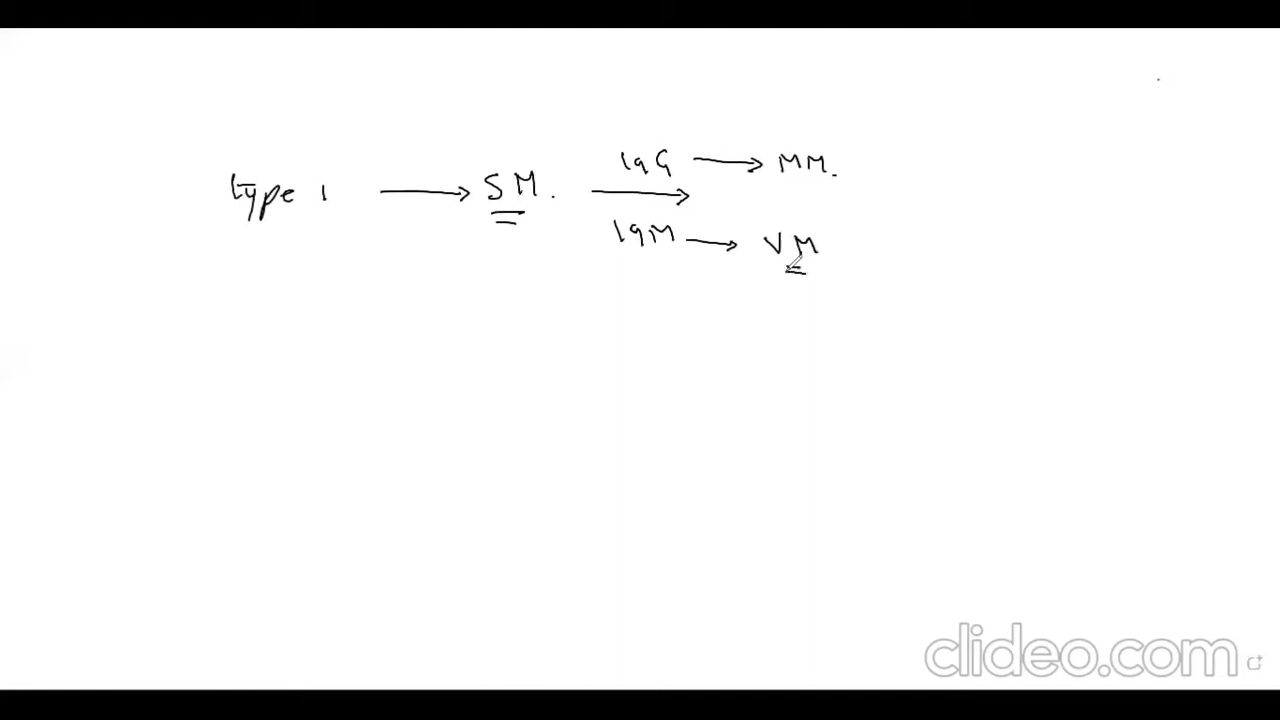 IgG → MM.
type 1 → SM. →
IgM → VM
clideo.com